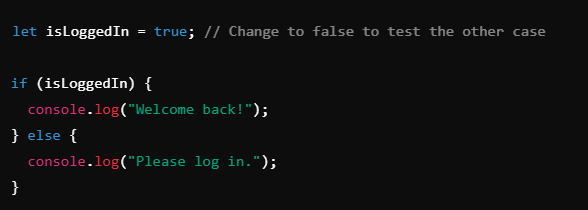 let isLoggedIn = true; // Change to false to test the other case
if (isLoggedIn) {
  console.log("Welcome back!");
} else {
  console.log("Please log in.");
}